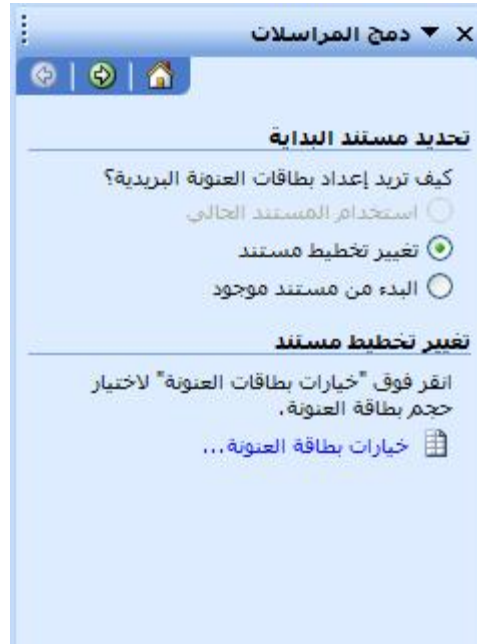 دمج المراسلات
تحديد مستند البداية
كيف تريد إعداد بطاقات العنونة البريدية؟
استخدام المستند الحالي
تغيير تخطيط مستند
البدء من مستند موجود
تغيير تخطيط مستند
انقر فوق "خيارات بطاقات العنونة" لاختيار
حجم بطاقة العنونة.
خيارات بطاقة العنونة...